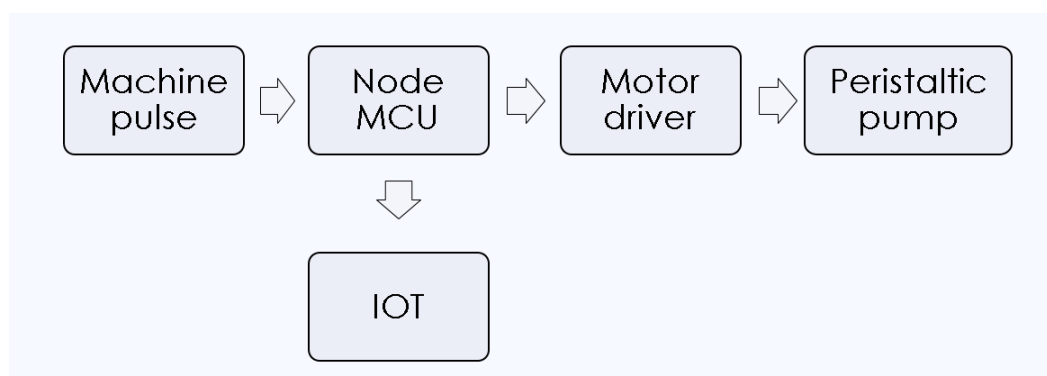 Machine
pulse
Node
MCU
Motor
driver
Peristaltic
pump
IOT